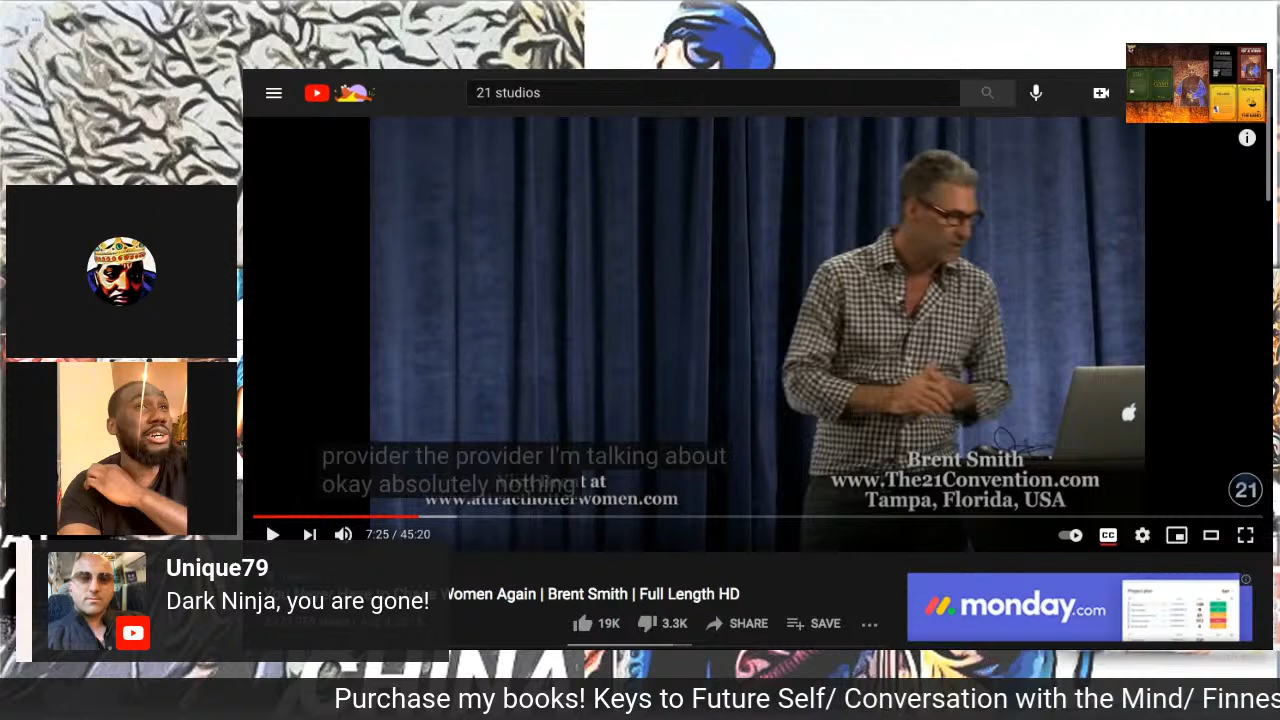 21 studios
provider the provider I'm talking about
okay absolutely nothing
t at
www.attracthotterwomen.com
Brent Smith
www.The21Convention.com
Tampa, Florida, USA
21
7:25 / 45:20
CC
Unique79
Dark Ninja, you are gone!
Women Again | Brent Smith | Full Length HD
19K
3.3K
SHARE
SAVE
monday.com
CHINA
Purchase my books! Keys to Future Self/ Conversation with the Mind/ Finnes